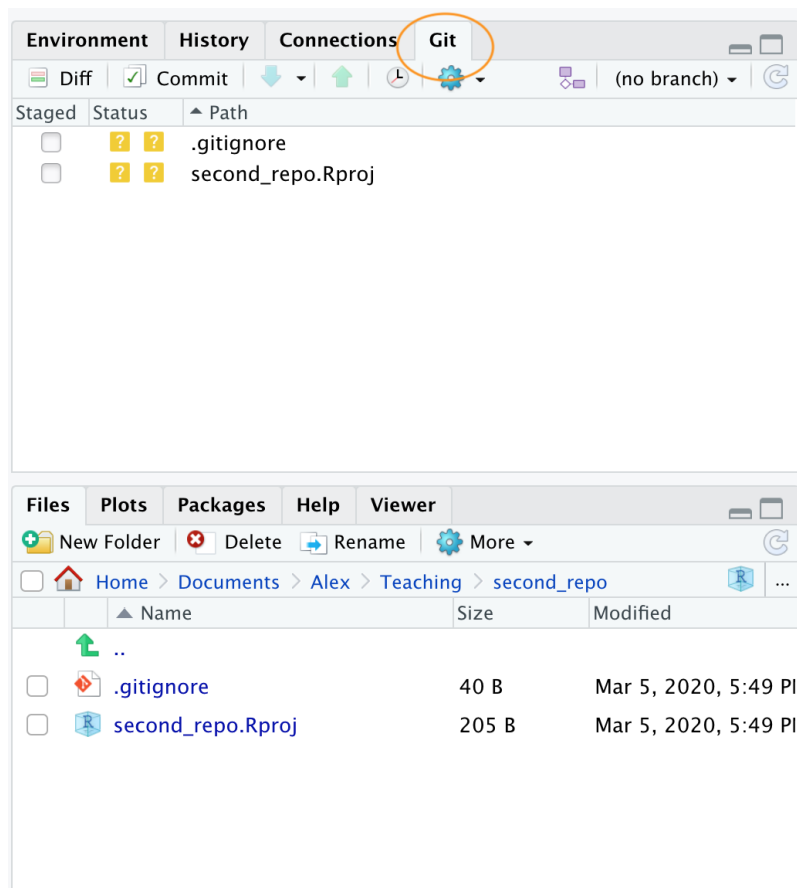 Environment History Connections Git
Diff Commit (no branch)
Staged Status Path
? ? .gitignore
? ? second_repo.Rproj
Files Plots Packages Help Viewer
New Folder Delete Rename More
Home > Documents > Alex > Teaching > second_repo R ...
Name Size Modified
..
.gitignore 40 B Mar 5, 2020, 5:49 P
R second_repo.Rproj 205 B Mar 5, 2020, 5:49 P